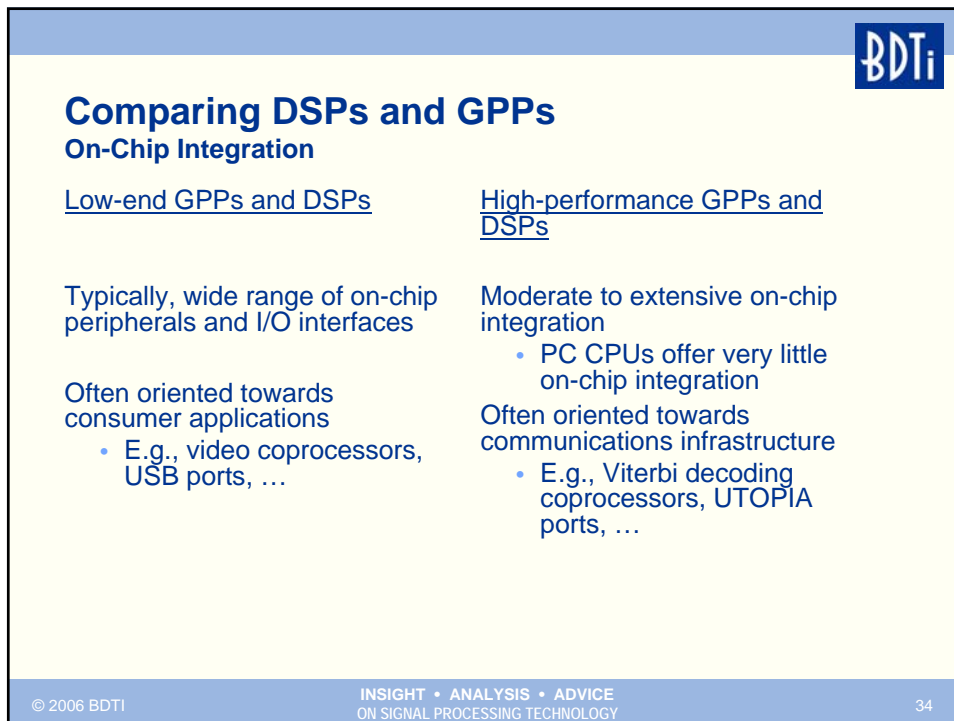 BDTi
Comparing DSPs and GPPs
On-Chip Integration
Low-end GPPs and DSPs
Typically, wide range of on-chip
peripherals and I/O interfaces
Often oriented towards
consumer applications
• E.g., video coprocessors,
USB ports, …
High-performance GPPs and
DSPs
Moderate to extensive on-chip
integration
• PC CPUs offer very little
on-chip integration
Often oriented towards
communications infrastructure
• E.g., Viterbi decoding
coprocessors, UTOPIA
ports, …
© 2006 BDTI
INSIGHT • ANALYSIS • ADVICE
ON SIGNAL PROCESSING TECHNOLOGY
34